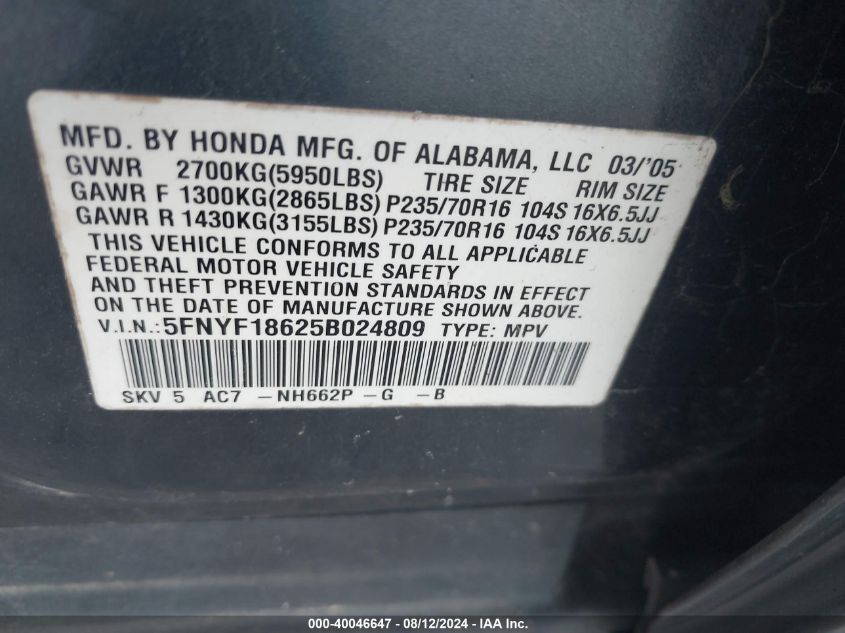 MFD. BY HONDA MFG. OF ALABAMA, LLC 03/'05
GVWR 2700KG(5950LBS) TIRE SIZE RIM SIZE
GAWR F 1300KG(2865LBS) P235/70R16 104S 16X6.5JJ
GAWR R 1430KG(3155LBS) P235/70R16 104S 16X6.5JJ
THIS VEHICLE CONFORMS TO ALL APPLICABLE
FEDERAL MOTOR VEHICLE SAFETY
AND THEFT PREVENTION STANDARDS IN EFFECT
ON THE DATE OF MANUFACTURE SHOWN ABOVE.
V.I.N.:5FNYF18625B024809 TYPE: MPV
SKV 5 AC7 -NH662P -G -B
000-40046647 - 08/12/2024 - IAA Inc.